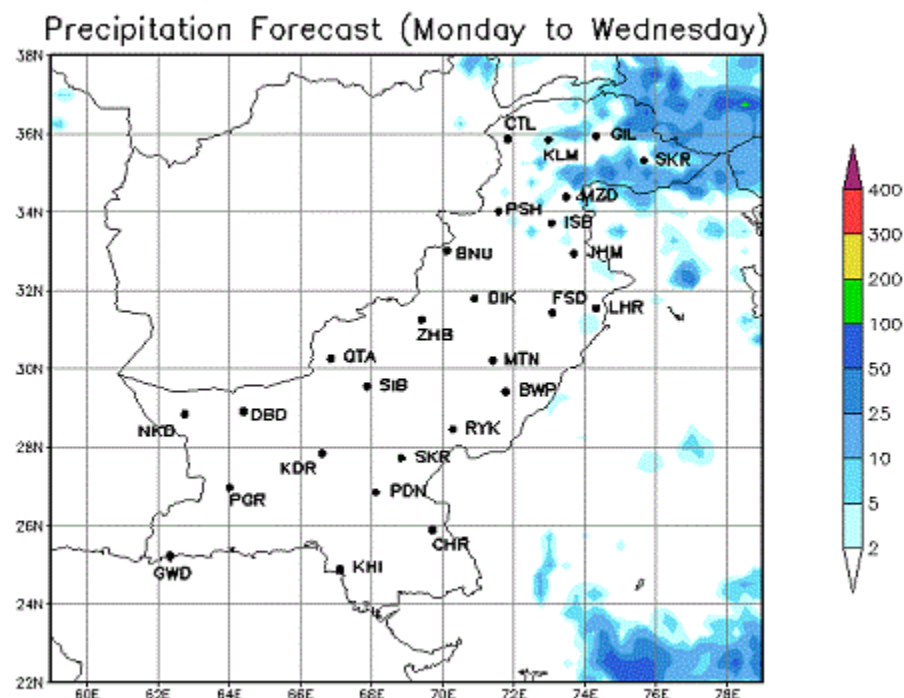 Precipitation Forecast (Monday to Wednesday)
38N
36N
34N
32N
30N
28N
26N
24N
22N
60E 62E 64E 66E 68E 70E 72E 74E 76E 78E
CTL
GIL
KLM
SKR
MZD
PSH
ISB
BNU
JHM
DIK
FSD
LHR
ZHB
QTA
MTN
SIB
BWP
DBD
NKD
RYK
SKR
KDR
PDN
PGR
CHR
GWD
KHI
400
300
200
100
50
25
10
5
2